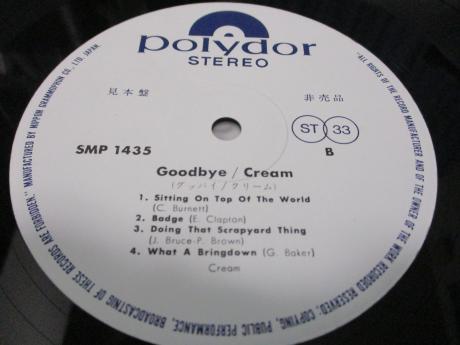 polydor
STEREO
見本盤
非売品
ST 33
SMP 1435
B
Goodbye / Cream
(グッバイ/クリーム)
1. Sitting On Top Of The World
(C. Burnett)
2. Badge (E. Clapton)
3. Doing That Scrapyard Thing
(J. Bruce-P. Brown)
4. What A Bringdown (G. Baker)
Cream
"ALL RIGHTS OF THE RECORD MANUFACTURER AND OF THE OWNER OF THE WORK RECORDED RESERVED, COPYING, PUBLIC PERFORMANCE, BROADCASTING OF THESE RECORDS ARE FORBIDDEN." MANUFACTURED BY NIPPON GRAMMOPHON CO., LTD. JAPAN.